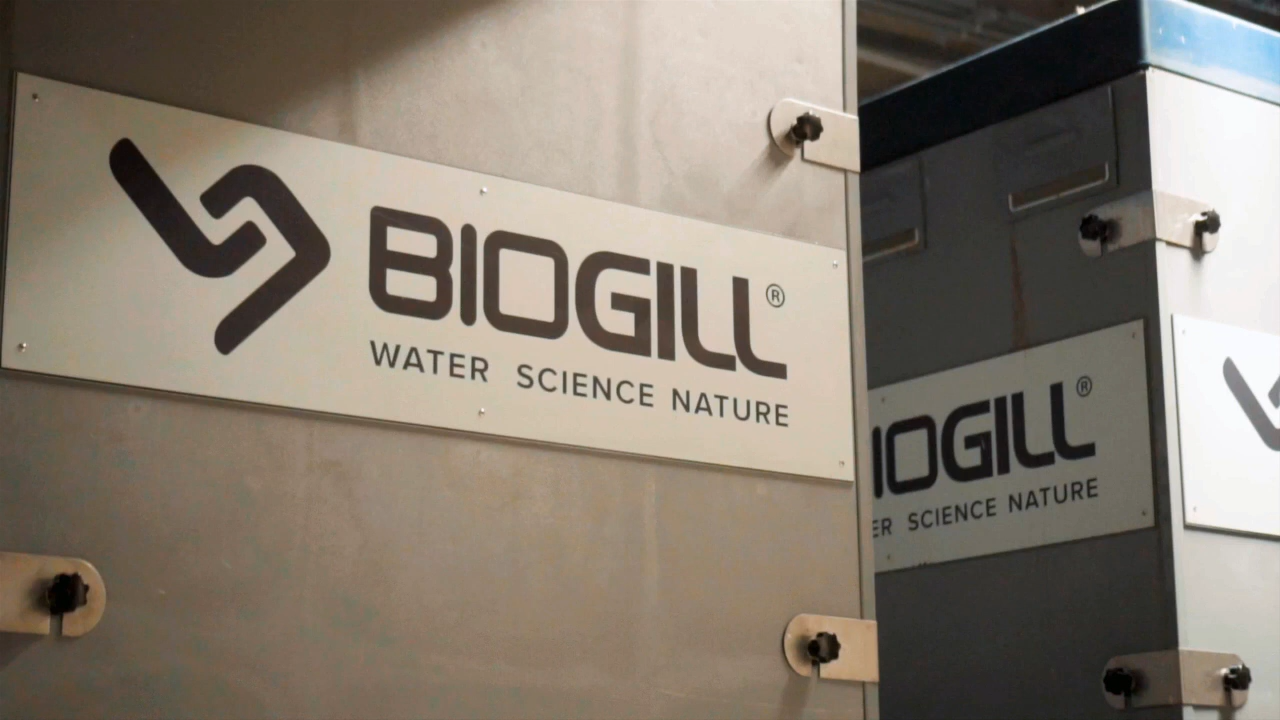 BIOGILL®
WATER SCIENCE NATURE
IOGILL®
ER SCIENCE NATURE